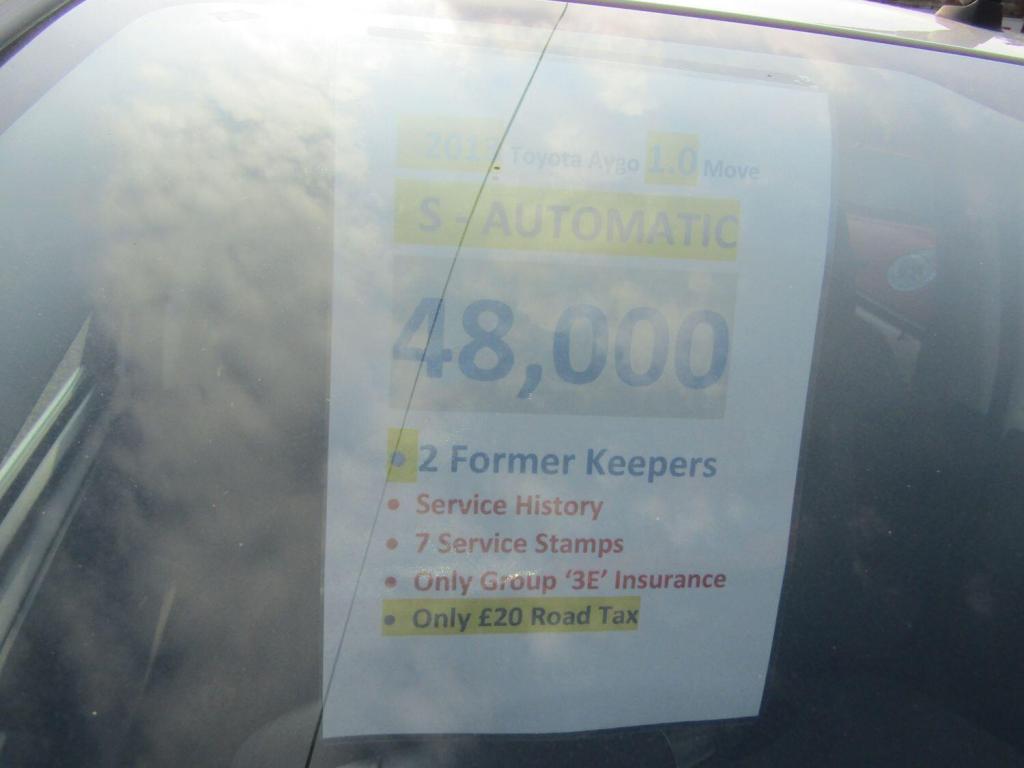 2013 Toyota Aygo 1.0 Move
S - AUTOMATIC
48,000
• 2 Former Keepers
• Service History
• 7 Service Stamps
• Only Group ‘3E’ Insurance
• Only £20 Road Tax